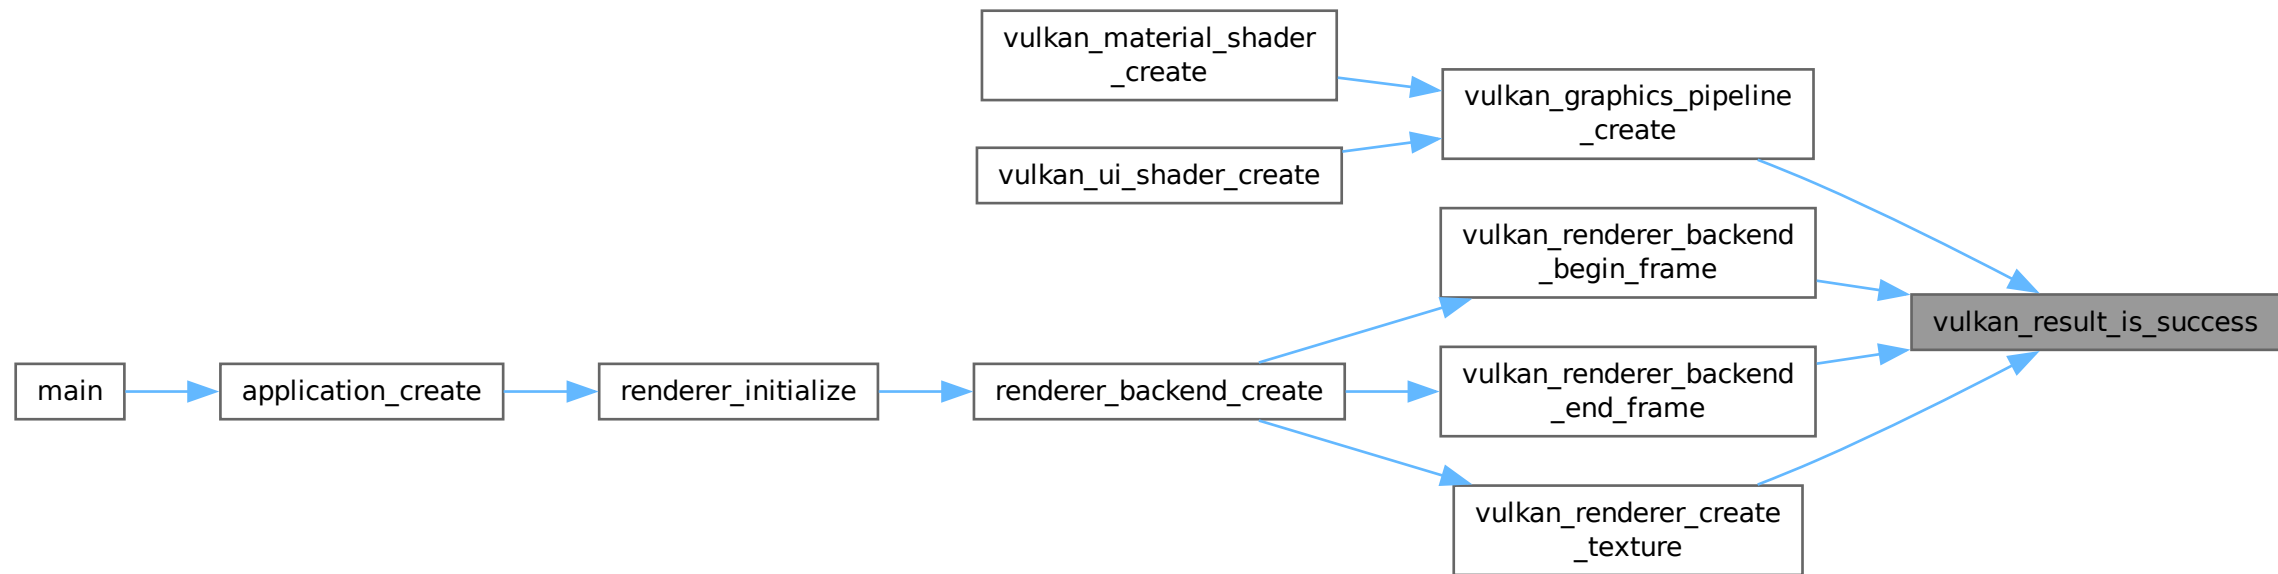 vulkan_material_shader
_create
vulkan_graphics_pipeline
_create
vulkan_ui_shader_create
vulkan_renderer_backend
_begin_frame
vulkan_result_is_success
main
application_create
renderer_initialize
renderer_backend_create
vulkan_renderer_backend
_end_frame
vulkan_renderer_create
_texture